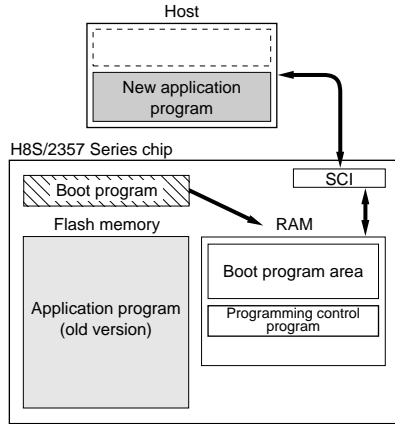 Host
New application
program
H8S/2357 Series chip
SCI
Boot program
Flash memory
RAM
Boot program area
Application program
(old version)
Programming control
program